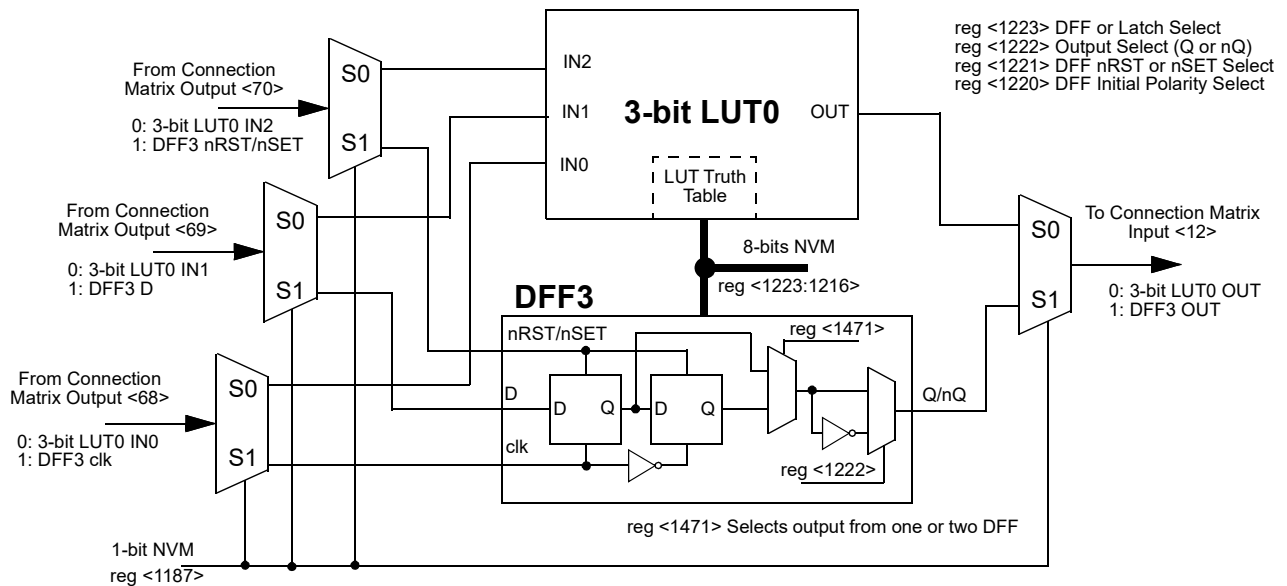 reg <1223> DFF or Latch Select
reg <1222> Output Select (Q or nQ)
reg <1221> DFF nRST or nSET Select
reg <1220> DFF Initial Polarity Select
From Connection
Matrix Output <70>
0: 3-bit LUT0 IN2
1: DFF3 nRST/nSET
S0
S1
IN2
IN1
IN0
3-bit LUT0
OUT
LUT Truth
Table
From Connection
Matrix Output <69>
0: 3-bit LUT0 IN1
1: DFF3 D
S0
S1
8-bits NVM
reg <1223:1216>
S0
S1
To Connection Matrix
Input <12>
0: 3-bit LUT0 OUT
1: DFF3 OUT
DFF3
nRST/nSET
reg <1471>
D
D
Q
D
Q
Q/nQ
clk
reg <1222>
From Connection
Matrix Output <68>
0: 3-bit LUT0 IN0
1: DFF3 clk
S0
S1
reg <1471> Selects output from one or two DFF
1-bit NVM
reg <1187>